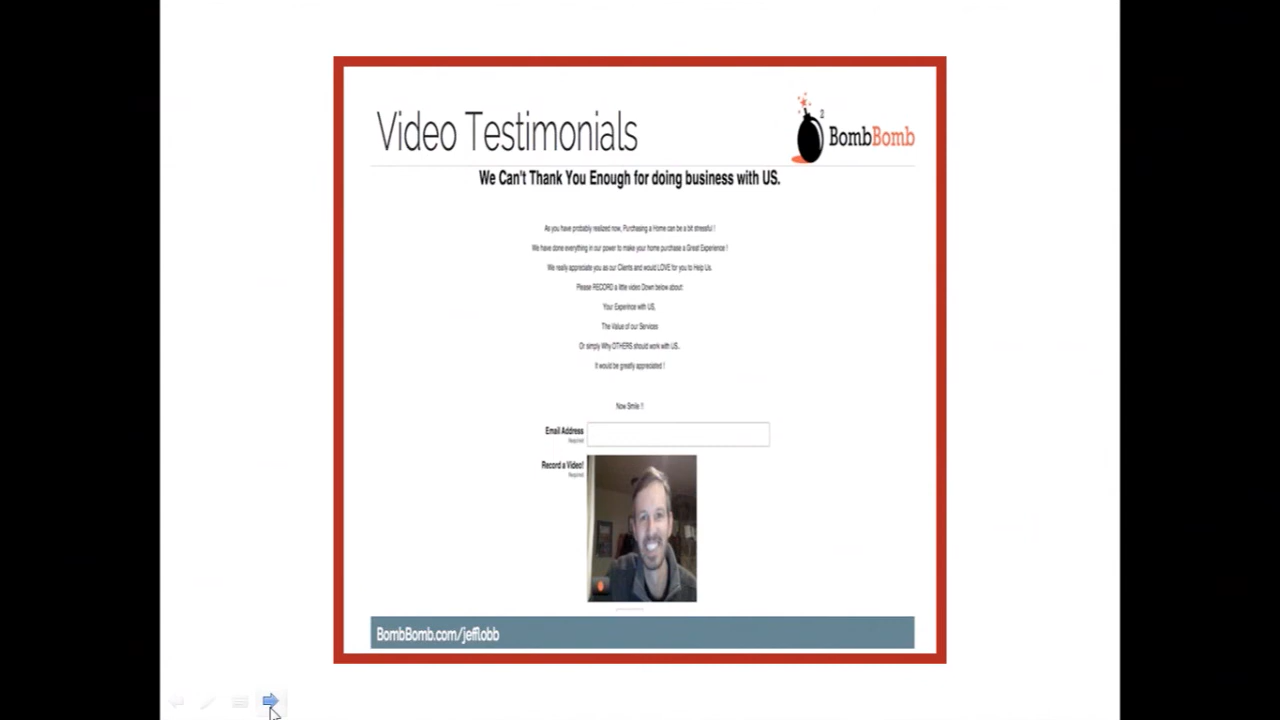 Video Testimonials
2
BombBomb
We Can't Thank You Enough for doing business with US.
As you have probably realized now, Purchasing a Home can be a bit stressful !
We have done everything in our power to make your home purchase a Great Experience !
We really appreciate you as our Clients and would LOVE for you to Help Us.
Please RECORD a little video Down below about:
Your Experince with US,
The Value of our Services
Or simply Why OTHERS should work with US..
It would be greatly appreciated !
Now Smile !!
Email Address
Required
Record a Video!
Required
BombBomb.com/jefflobb